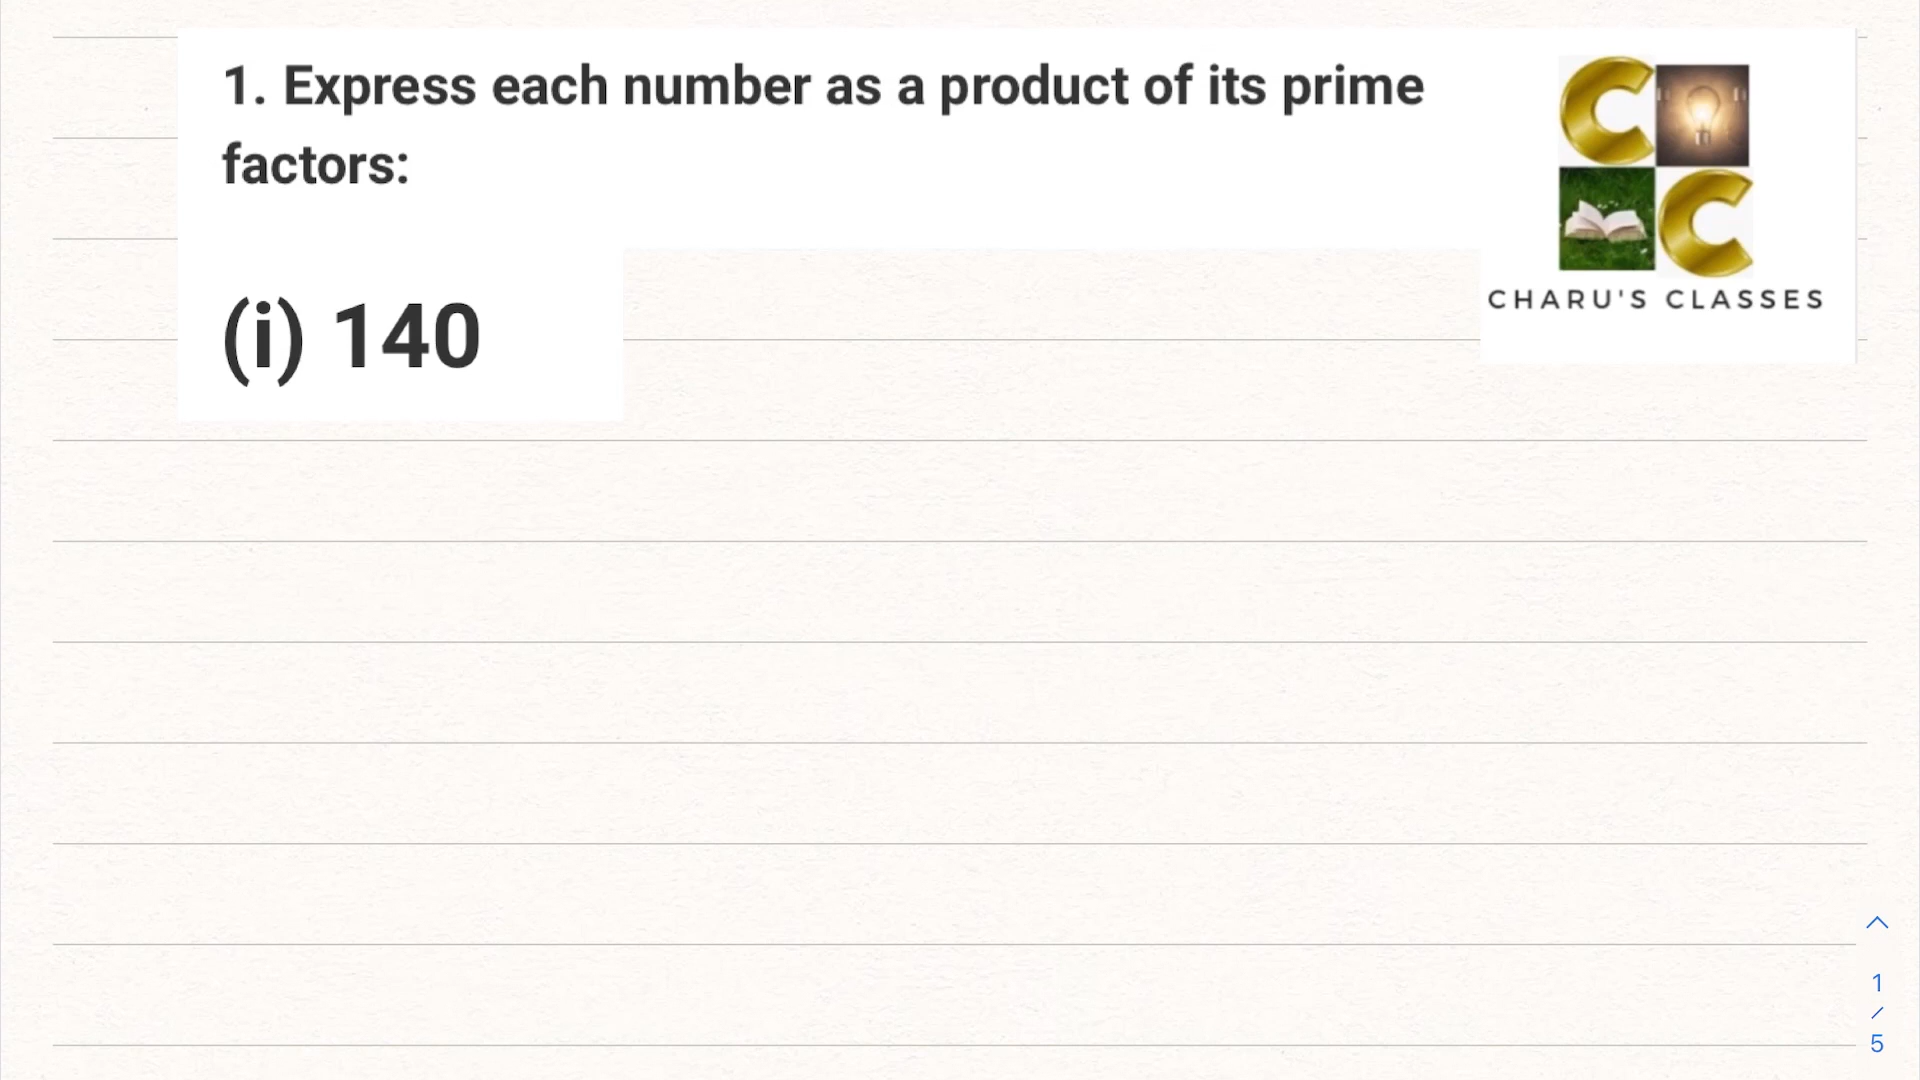 1. Express each number as a product of its prime
factors:
(i) 140
CHARU'S CLASSES
1
/
5